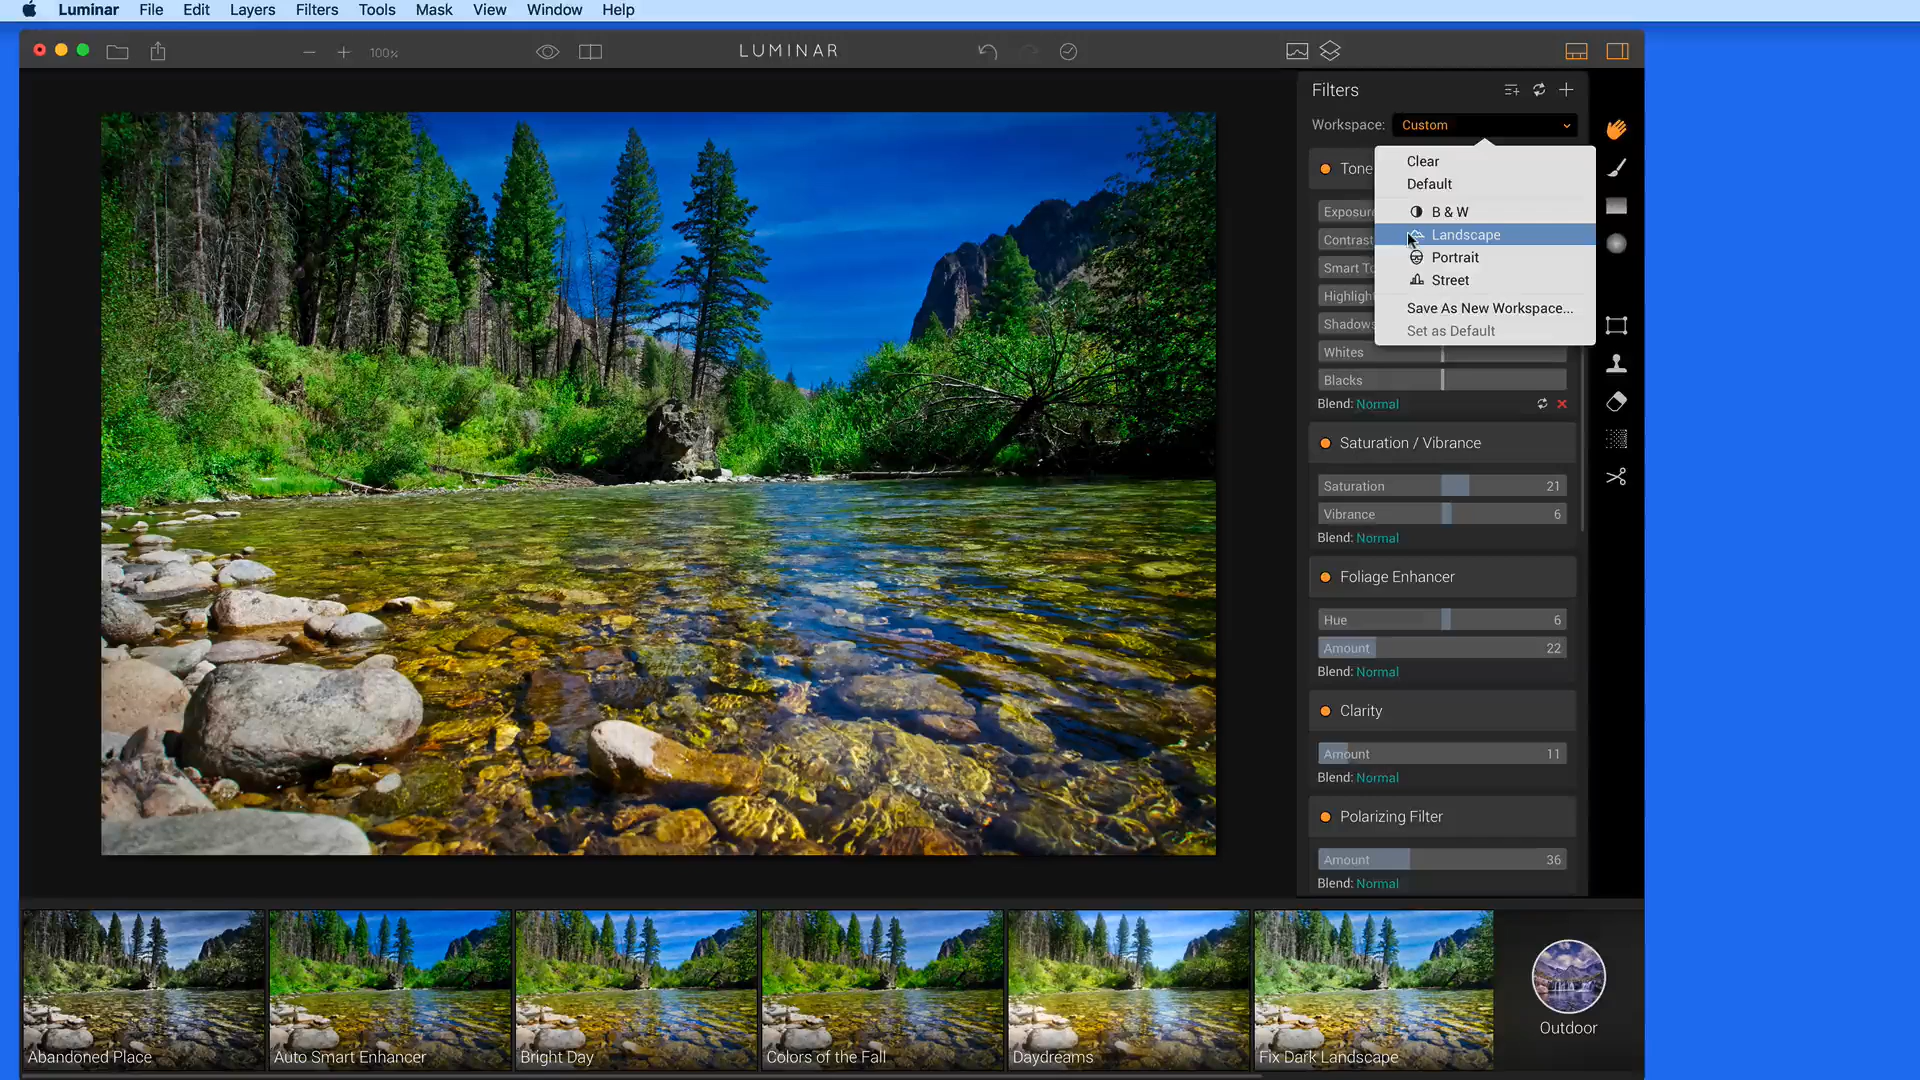 Luminar File Edit Layers Filters Tools Mask View Window Help
100%
LUMINAR
Filters
Workspace: Custom
Clear
Default
B & W
Landscape
Portrait
Street
Save As New Workspace...
Set as Default
Tone
Exposure
Contrast
Smart To
Highlight
Shadows
Whites
Blacks
Blend: Normal
Saturation / Vibrance
Saturation 21
Vibrance 6
Blend: Normal
Foliage Enhancer
Hue 6
Amount 22
Blend: Normal
Clarity
Amount 11
Blend: Normal
Polarizing Filter
Amount 36
Blend: Normal
Abandoned Place
Auto Smart Enhancer
Bright Day
Colors of the Fall
Daydreams
Fix Dark Landscape
Outdoor